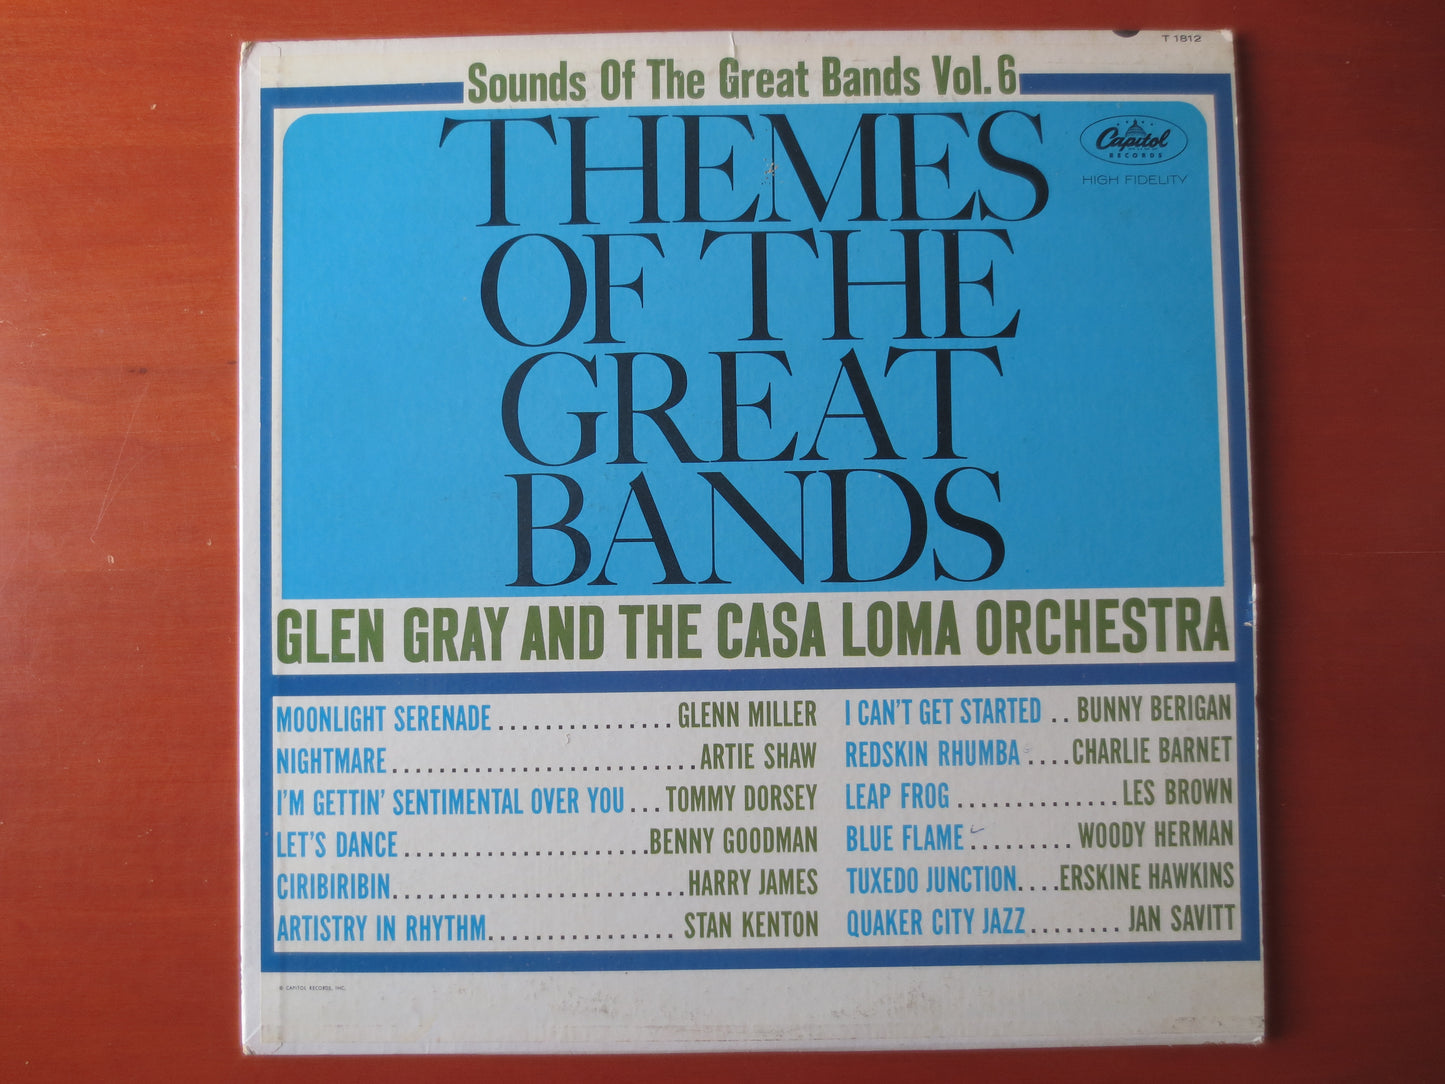 T 1812
Sounds Of The Great Bands Vol. 6
THEMES
OF THE
GREAT
BANDS
Capitol
RECORDS
HIGH FIDELITY
GLEN GRAY AND THE CASA LOMA ORCHESTRA
MOONLIGHT SERENADE ............... GLENN MILLER
NIGHTMARE ........................... ARTIE SHAW
I'M GETTIN' SENTIMENTAL OVER YOU ... TOMMY DORSEY
LET'S DANCE ...................... BENNY GOODMAN
CIRIBIRIBIN .......................... HARRY JAMES
ARTISTRY IN RHYTHM ................ STAN KENTON
I CAN'T GET STARTED .. BUNNY BERIGAN
REDSKIN RHUMBA .... CHARLIE BARNET
LEAP FROG .............. LES BROWN
BLUE FLAME ......... WOODY HERMAN
TUXEDO JUNCTION .... ERSKINE HAWKINS
QUAKER CITY JAZZ ........ JAN SAVITT
© CAPITOL RECORDS, INC.